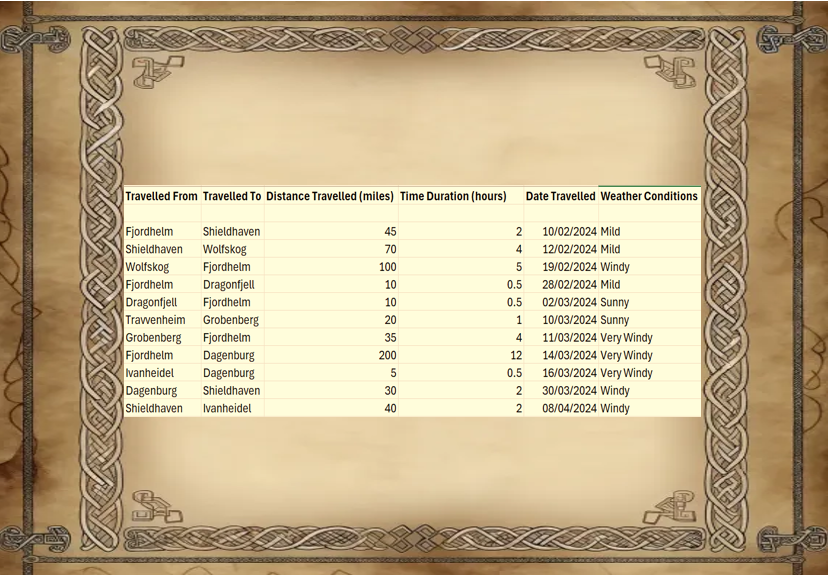 Travelled From Travelled To Distance Travelled (miles) Time Duration (hours) Date Travelled Weather Conditions
Fjordhelm Shieldhaven 45 2 10/02/2024 Mild
Shieldhaven Wolfskog 70 4 12/02/2024 Mild
Wolfskog Fjordhelm 100 5 19/02/2024 Windy
Fjordhelm Dragonfjell 10 0.5 28/02/2024 Mild
Dragonfjell Fjordhelm 10 0.5 02/03/2024 Sunny
Travvenheim Grobenberg 20 1 10/03/2024 Sunny
Grobenberg Fjordhelm 35 4 11/03/2024 Very Windy
Fjordhelm Dagenburg 200 12 14/03/2024 Very Windy
Ivanheidel Dagenburg 5 0.5 16/03/2024 Very Windy
Dagenburg Shieldhaven 30 2 30/03/2024 Windy
Shieldhaven Ivanheidel 40 2 08/04/2024 Windy